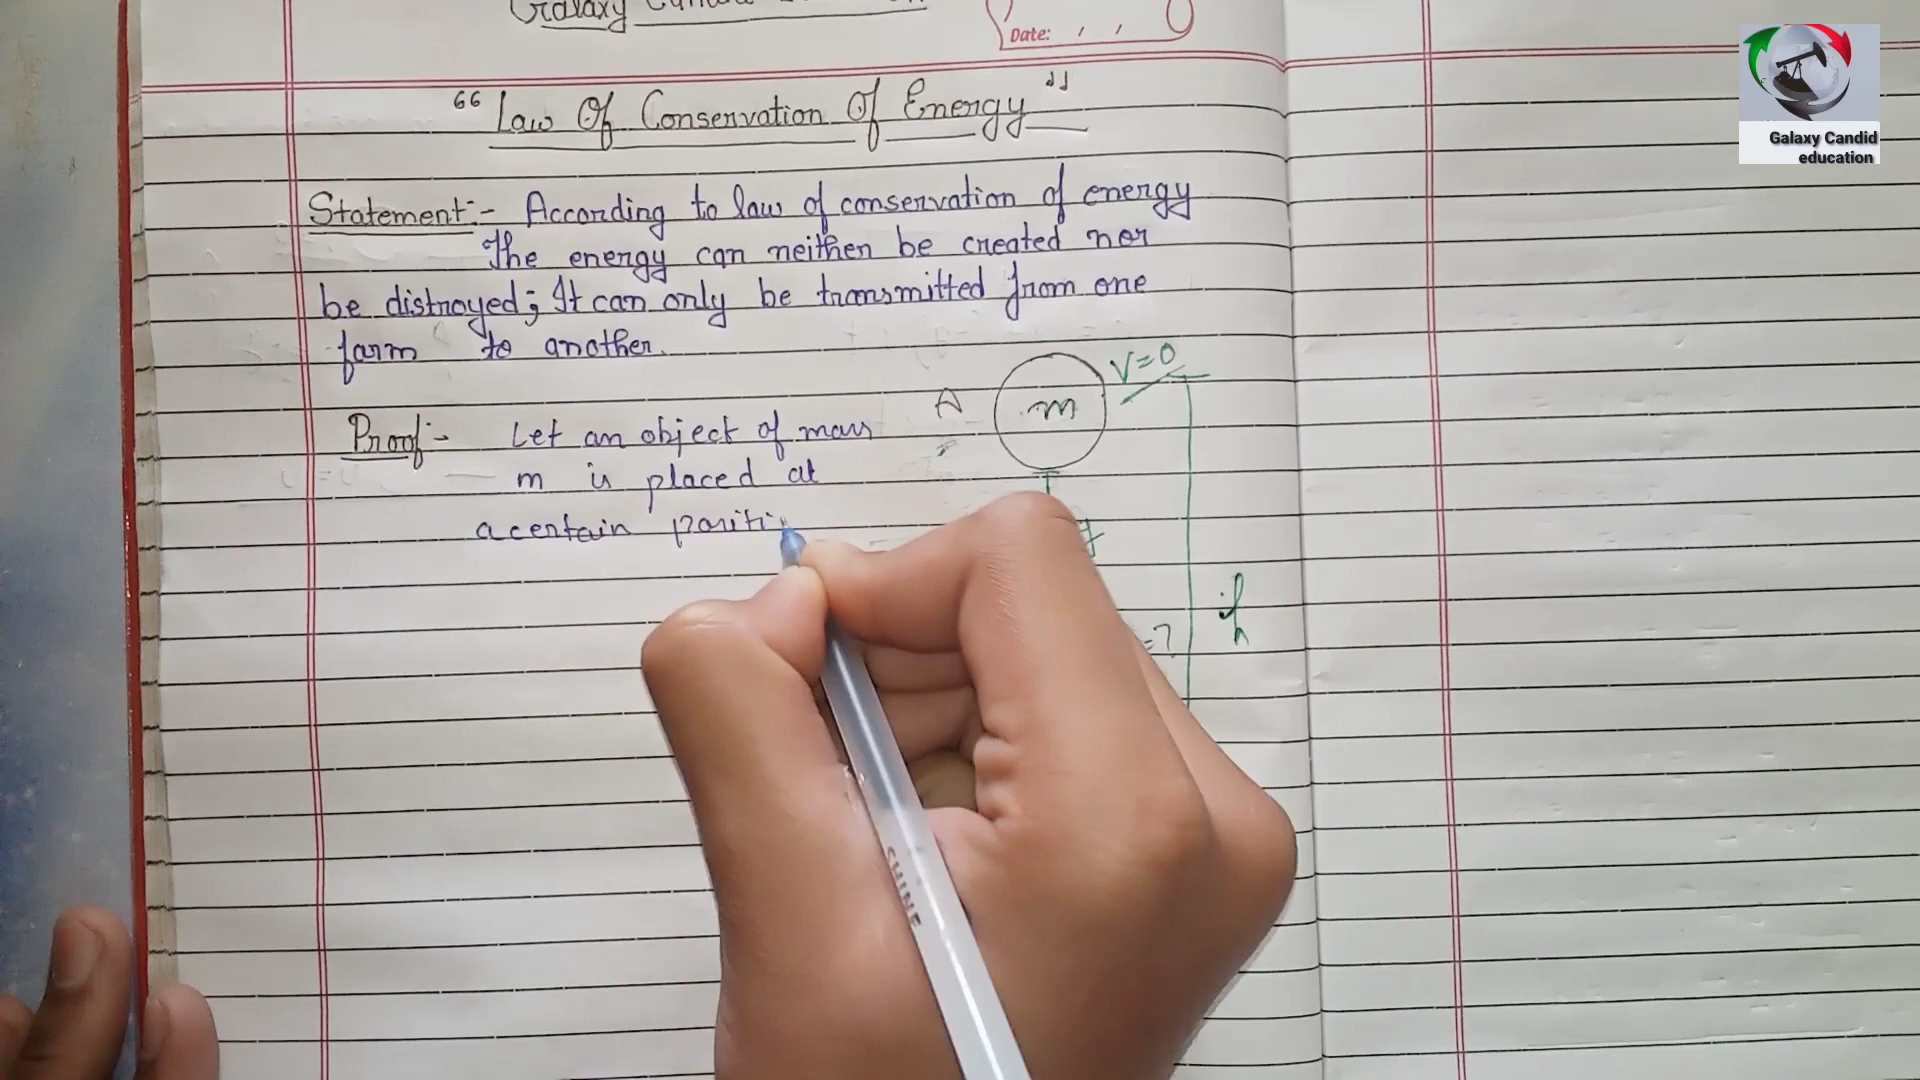 Galaxy Candid
Date: / /
"Law Of Conservation Of Energy"
Statement:- According to law of conservation of energy
The energy can neither be created nor
be distroyed; It can only be transmitted from one
farm to another.
Proof:- Let an object of mass
m is placed at
a certain positi
A
m
V=0
=?
h
SHINE
Galaxy Candid
education